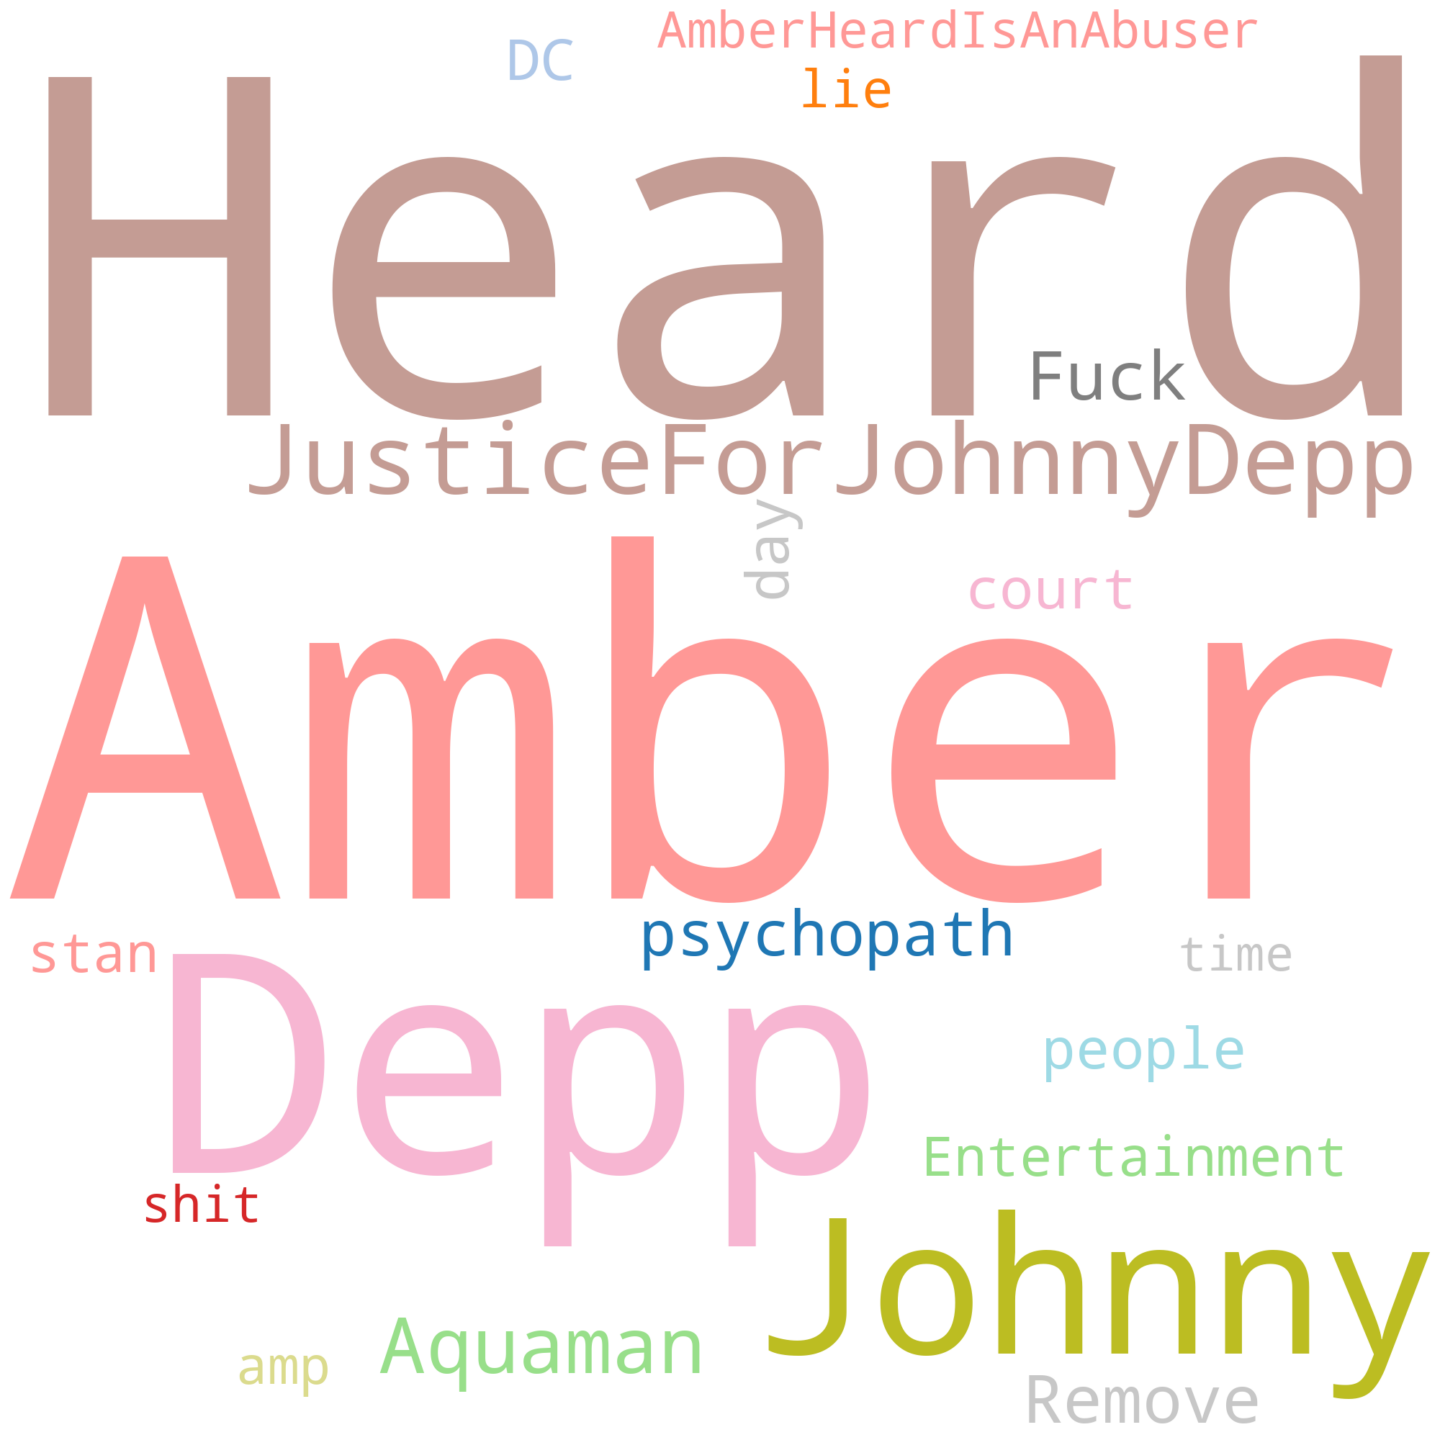 AmberHeardIsAnAbuser
DC
lie
Heard
Fuck
JusticeForJohnnyDepp
day
court
Amber
psychopath
stan
time
Depp
people
Entertainment
shit
Johnny
Aquaman
amp
Remove